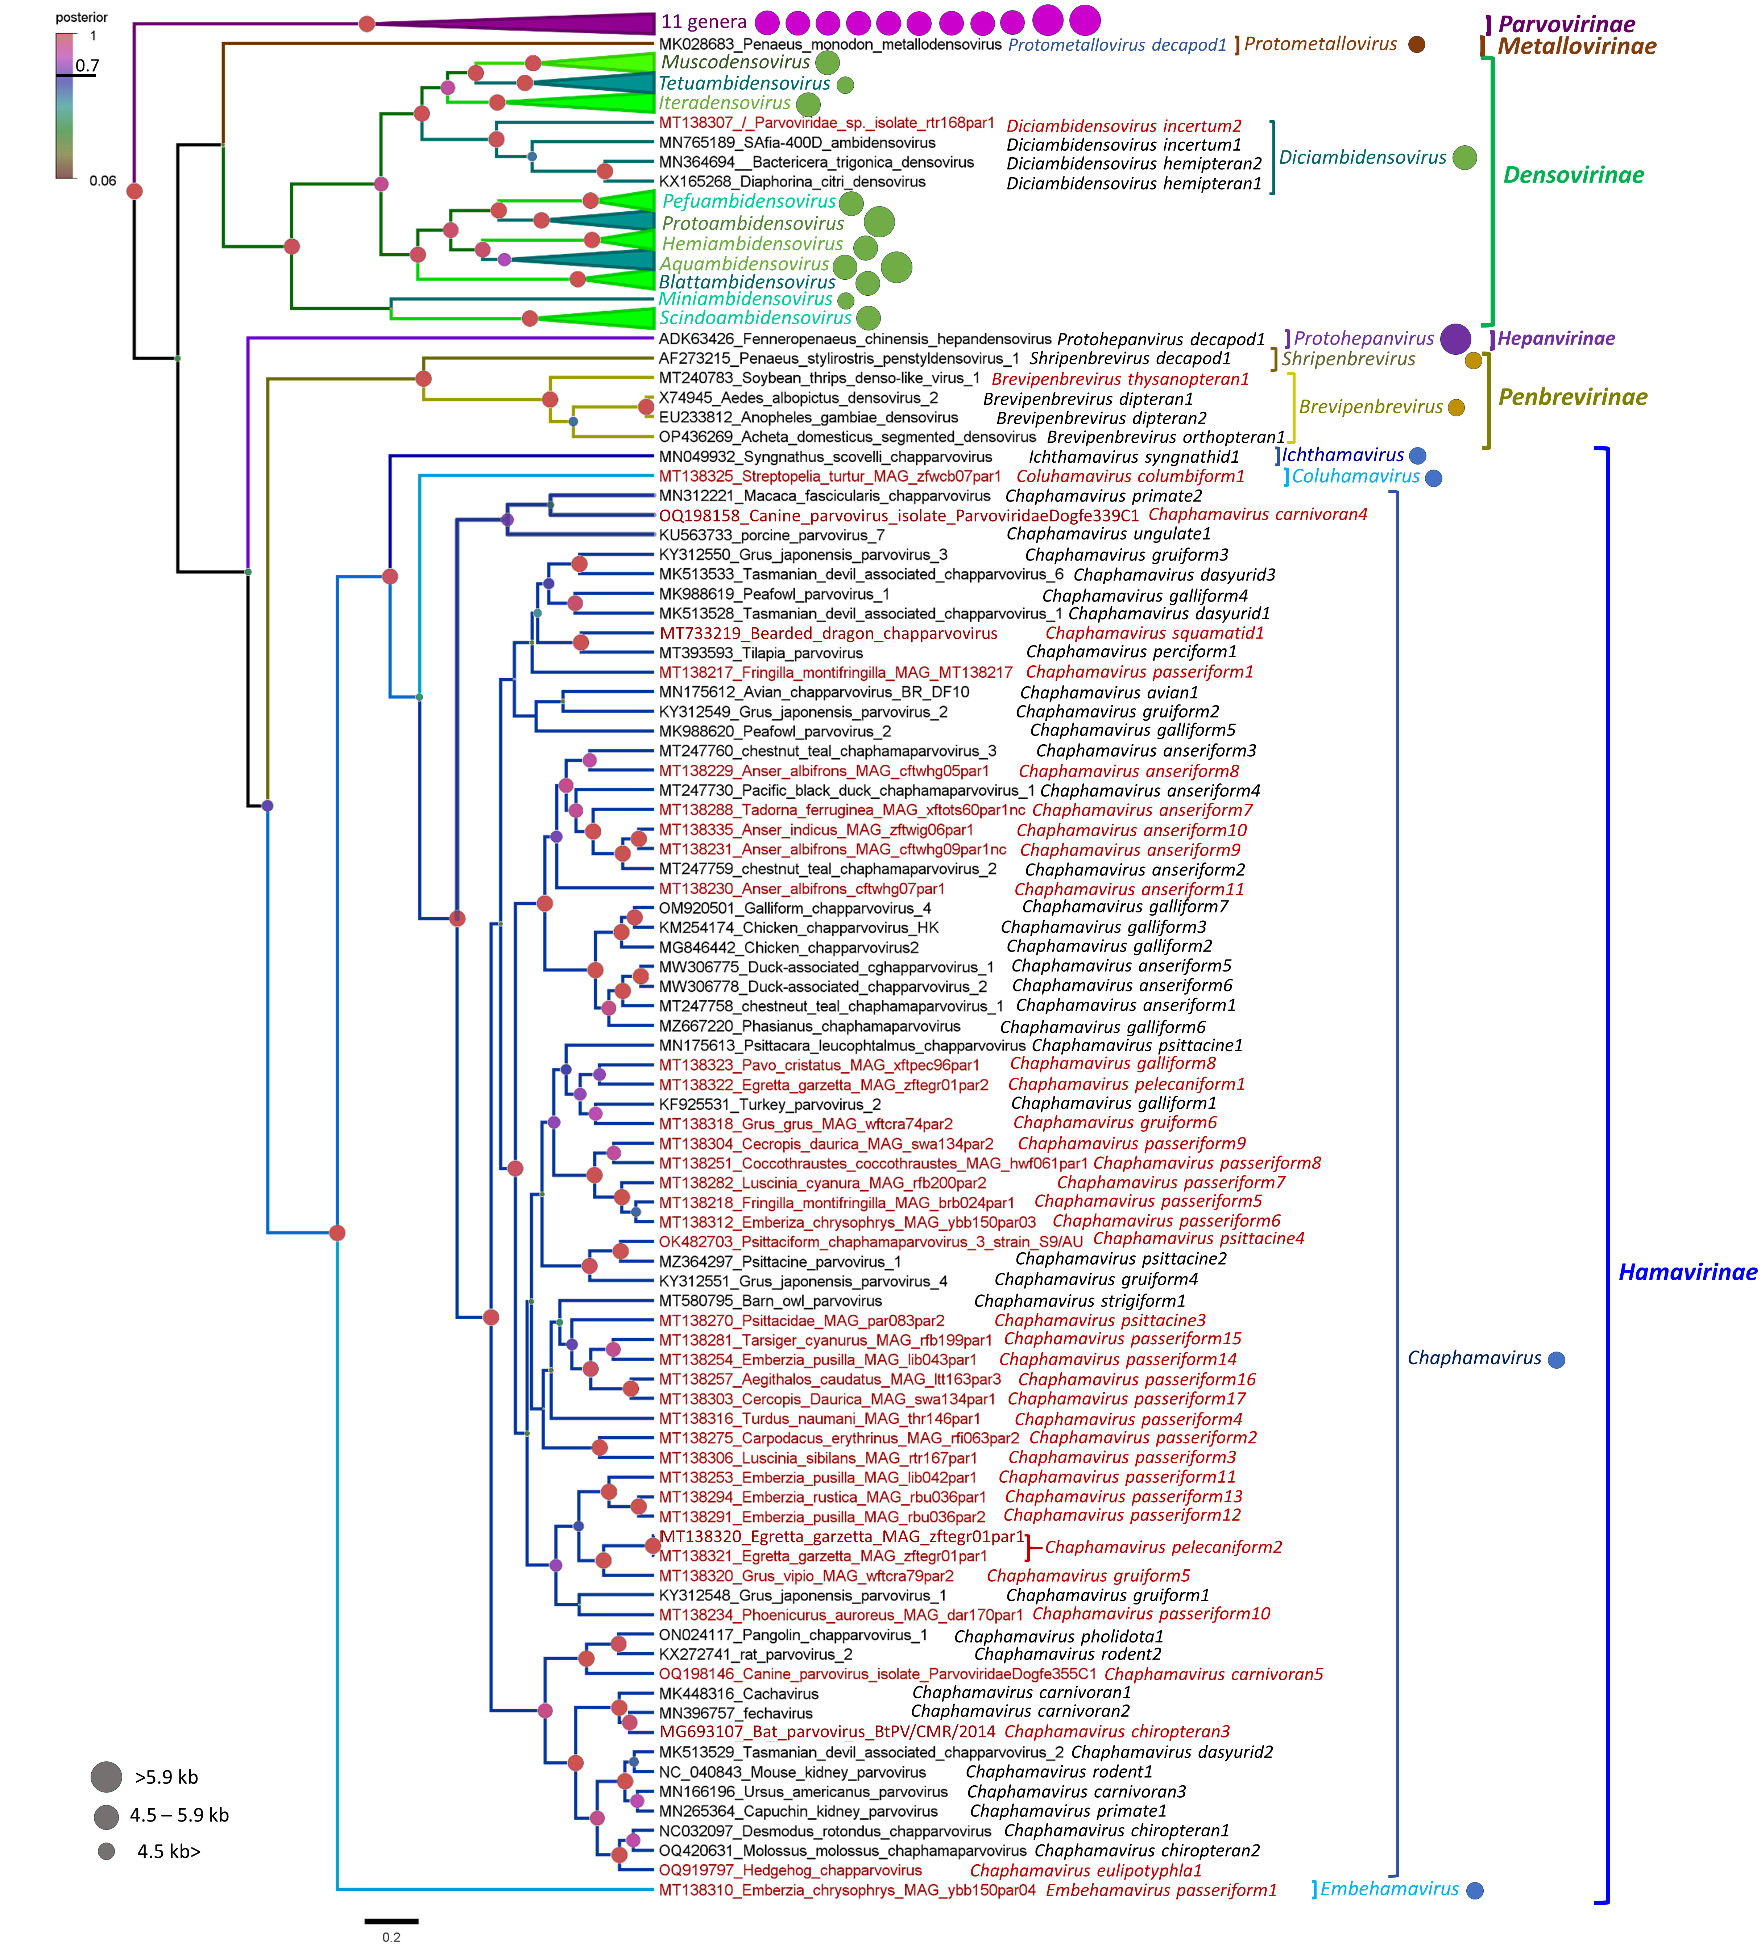 posterior
1
0.7
0.06
11 genera
Parvovirinae
MK028683_Penaeus_monodon_metallodensovirus Protometallovirus decapod1 Protometallovirus
Metallovirinae
Muscodensovirus
Tetuambidensovirus
Iteradensovirus
MT138307_/_Parvoviridae_sp._isolate_rtr168par1 Diciambidensovirus incertum2
MN765189_SAfia-400D_ambidensovirus Diciambidensovirus incertum1
Diciambidensovirus
MN364694__Bactericera_trigonica_densovirus Diciambidensovirus hemipteran2
KX165268_Diaphorina_citri_densovirus Diciambidensovirus hemipteran1
Densovirinae
Pefuambidensovirus
Protoambidensovirus
Hemiambidensovirus
Aquambidensovirus
Blattambidensovirus
Miniambidensovirus
Scindoambidensovirus
ADK63426_Fenneropenaeus_chinensis_hepandensovirus Protohepanvirus decapod1 Protohepanvirus Hepanvirinae
AF273215_Penaeus_stylirostris_penstyldensovirus_1 Shripenbrevirus decapod1 Shripenbrevirus
MT240783_Soybean_thrips_denso-like_virus_1 Brevipenbrevirus thysanopteran1
X74945_Aedes_albopictus_densovirus_2 Brevipenbrevirus dipteran1
Brevipenbrevirus Penbrevirinae
EU233812_Anopheles_gambiae_densovirus Brevipenbrevirus dipteran2
OP436269_Acheta_domesticus_segmented_densovirus Brevipenbrevirus orthopteran1
MN049932_Syngnathus_scovelli_chapparvovirus Ichthamavirus syngnathid1 Ichthamavirus
MT138325_Streptopelia_turtur_MAG_zfwcb07par1 Coluhamavirus columbiform1 Coluhamavirus
MN312221_Macaca_fascicularis_chapparvovirus Chaphamavirus primate2
OQ198158_Canine_parvovirus_isolate_ParvoviridaeDogfe339C1 Chaphamavirus carnivoran4
KU563733_porcine_parvovirus_7 Chaphamavirus ungulate1
KY312550_Grus_japonensis_parvovirus_3 Chaphamavirus gruiform3
MK513533_Tasmanian_devil_associated_chapparvovirus_6 Chaphamavirus dasyurid3
MK988619_Peafowl_parvovirus_1 Chaphamavirus galliform4
MK513528_Tasmanian_devil_associated_chapparvovirus_1 Chaphamavirus dasyurid1
MT733219_Bearded_dragon_chapparvovirus Chaphamavirus squamatid1
MT393593_Tilapia_parvovirus Chaphamavirus perciform1
MT138217_Fringilla_montifringilla_MAG_MT138217 Chaphamavirus passeriform1
MN175612_Avian_chapparvovirus_BR_DF10 Chaphamavirus avian1
KY312549_Grus_japonensis_parvovirus_2 Chaphamavirus gruiform2
MK988620_Peafowl_parvovirus_2 Chaphamavirus galliform5
MT247760_chestnut_teal_chaphamaparvovirus_3 Chaphamavirus anseriform3
MT138229_Anser_albifrons_MAG_cftwhg05par1 Chaphamavirus anseriform8
MT247730_Pacific_black_duck_chaphamaparvovirus_1 Chaphamavirus anseriform4
MT138288_Tadorna_ferruginea_MAG_xftots60par1nc Chaphamavirus anseriform7
MT138335_Anser_indicus_MAG_zftwig06par1 Chaphamavirus anseriform10
MT138231_Anser_albifrons_MAG_cftwhg09par1nc Chaphamavirus anseriform9
MT247759_chestnut_teal_chaphamaparvovirus_2 Chaphamavirus anseriform2
MT138230_Anser_albifrons_cftwhg07par1 Chaphamavirus anseriform11
OM920501_Galliform_chapparvovirus_4 Chaphamavirus galliform7
KM254174_Chicken_chapparvovirus_HK Chaphamavirus galliform3
MG846442_Chicken_chapparvovirus2 Chaphamavirus galliform2
MW306775_Duck-associated_cghapparvovirus_1 Chaphamavirus anseriform5
MW306778_Duck-associated_chapparvovirus_2 Chaphamavirus anseriform6
MT247758_chestneut_teal_chaphamaparvovirus_1 Chaphamavirus anseriform1
MZ667220_Phasianus_chaphamaparvovirus Chaphamavirus galliform6
MN175613_Psittacara_leucophtalmus_chapparvovirus Chaphamavirus psittacine1
MT138323_Pavo_cristatus_MAG_xftpec96par1 Chaphamavirus galliform8
MT138322_Egretta_garzetta_MAG_zftegr01par2 Chaphamavirus pelecaniform1
KF925531_Turkey_parvovirus_2 Chaphamavirus galliform1
MT138318_Grus_grus_MAG_wftcra74par2 Chaphamavirus gruiform6
MT138304_Cecropis_daurica_MAG_swa134par2 Chaphamavirus passeriform9
MT138251_Coccothraustes_coccothraustes_MAG_hwf061par1 Chaphamavirus passeriform8
MT138282_Luscinia_cyanura_MAG_rfb200par2 Chaphamavirus passeriform7
MT138218_Fringilla_montifringilla_MAG_brb024par1 Chaphamavirus passeriform5
MT138312_Emberiza_chrysophrys_MAG_ybb150par03 Chaphamavirus passeriform6
OK482703_Psittaciform_chaphamaparvovirus_3_strain_S9/AU Chaphamavirus psittacine4
MZ364297_Psittacine_parvovirus_1 Chaphamavirus psittacine2
Hamavirinae
KY312551_Grus_japonensis_parvovirus_4 Chaphamavirus gruiform4
MT580795_Barn_owl_parvovirus Chaphamavirus strigiform1
MT138270_Psittacidae_MAG_par083par2 Chaphamavirus psittacine3
MT138281_Tarsiger_cyanurus_MAG_rfb199par1 Chaphamavirus passeriform15
MT138254_Emberzia_pusilla_MAG_lib043par1 Chaphamavirus passeriform14 Chaphamavirus
MT138257_Aegithalos_caudatus_MAG_ltt163par3 Chaphamavirus passeriform16
MT138303_Cercopis_Daurica_MAG_swa134par1 Chaphamavirus passeriform17
MT138316_Turdus_naumani_MAG_thr146par1 Chaphamavirus passeriform4
MT138275_Carpodacus_erythrinus_MAG_rfi063par2 Chaphamavirus passeriform2
MT138306_Luscinia_sibilans_MAG_rtr167par1 Chaphamavirus passeriform3
MT138253_Emberzia_pusilla_MAG_lib042par1 Chaphamavirus passeriform11
MT138294_Emberzia_rustica_MAG_rbu036par1 Chaphamavirus passeriform13
MT138291_Emberzia_pusilla_MAG_rbu036par2 Chaphamavirus passeriform12
MT138320_Egretta_garzetta_MAG_zftegr01par1
Chaphamavirus pelecaniform2
MT138321_Egretta_garzetta_MAG_zftegr01par1
MT138320_Grus_vipio_MAG_wftcra79par2 Chaphamavirus gruiform5
KY312548_Grus_japonensis_parvovirus_1 Chaphamavirus gruiform1
MT138234_Phoenicurus_auroreus_MAG_dar170par1 Chaphamavirus passeriform10
ON024117_Pangolin_chapparvovirus_1 Chaphamavirus pholidota1
KX272741_rat_parvovirus_2 Chaphamavirus rodent2
OQ198146_Canine_parvovirus_isolate_ParvoviridaeDogfe355C1 Chaphamavirus carnivoran5
MK448316_Cachavirus Chaphamavirus carnivoran1
MN396757_fechavirus Chaphamavirus carnivoran2
MG693107_Bat_parvovirus_BtPV/CMR/2014 Chaphamavirus chiropteran3
MK513529_Tasmanian_devil_associated_chapparvovirus_2 Chaphamavirus dasyurid2
NC_040843_Mouse_kidney_parvovirus Chaphamavirus rodent1
MN166196_Ursus_americanus_parvovirus Chaphamavirus carnivoran3
MN265364_Capuchin_kidney_parvovirus Chaphamavirus primate1
NC032097_Desmodus_rotondus_chapparvovirus Chaphamavirus chiropteran1
OQ420631_Molossus_molossus_chaphamaparvovirus Chaphamavirus chiropteran2
OQ919797_Hedgehog_chapparvovirus Chaphamavirus eulipotyphla1
MT138310_Emberzia_chrysophrys_MAG_ybb150par04 Embehamavirus passeriform1 Embehamavirus
>5.9 kb
4.5 – 5.9 kb
4.5 kb>
0.2